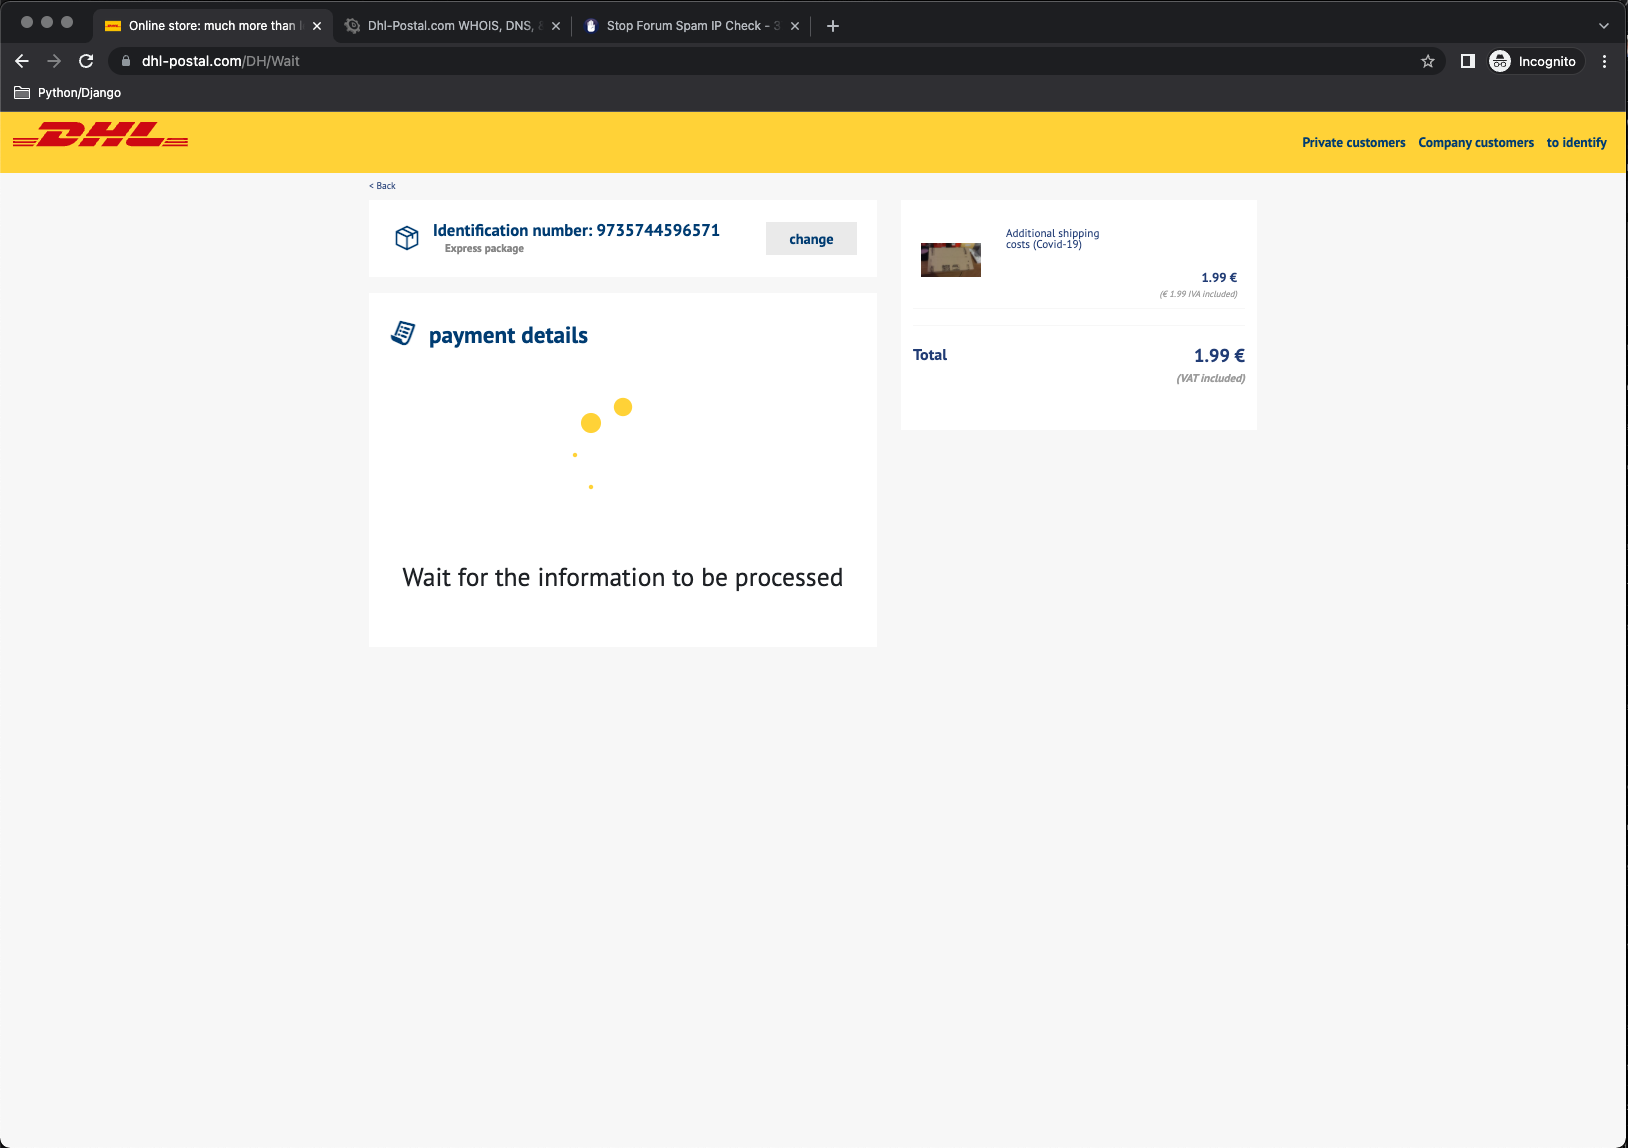 Online store: much more than
Dhl-Postal.com WHOIS, DNS,
Stop Forum Spam IP Check -
dhl-postal.com/DH/Wait
Incognito
Python/Django
DHL
Private customers Company customers to identify
< Back
Identification number: 9735744596571
Express package
change
payment details
Wait for the information to be processed
Additional shipping
costs (Covid-19)
1.99 €
(€ 1.99 IVA included)
Total 1.99 €
(VAT included)